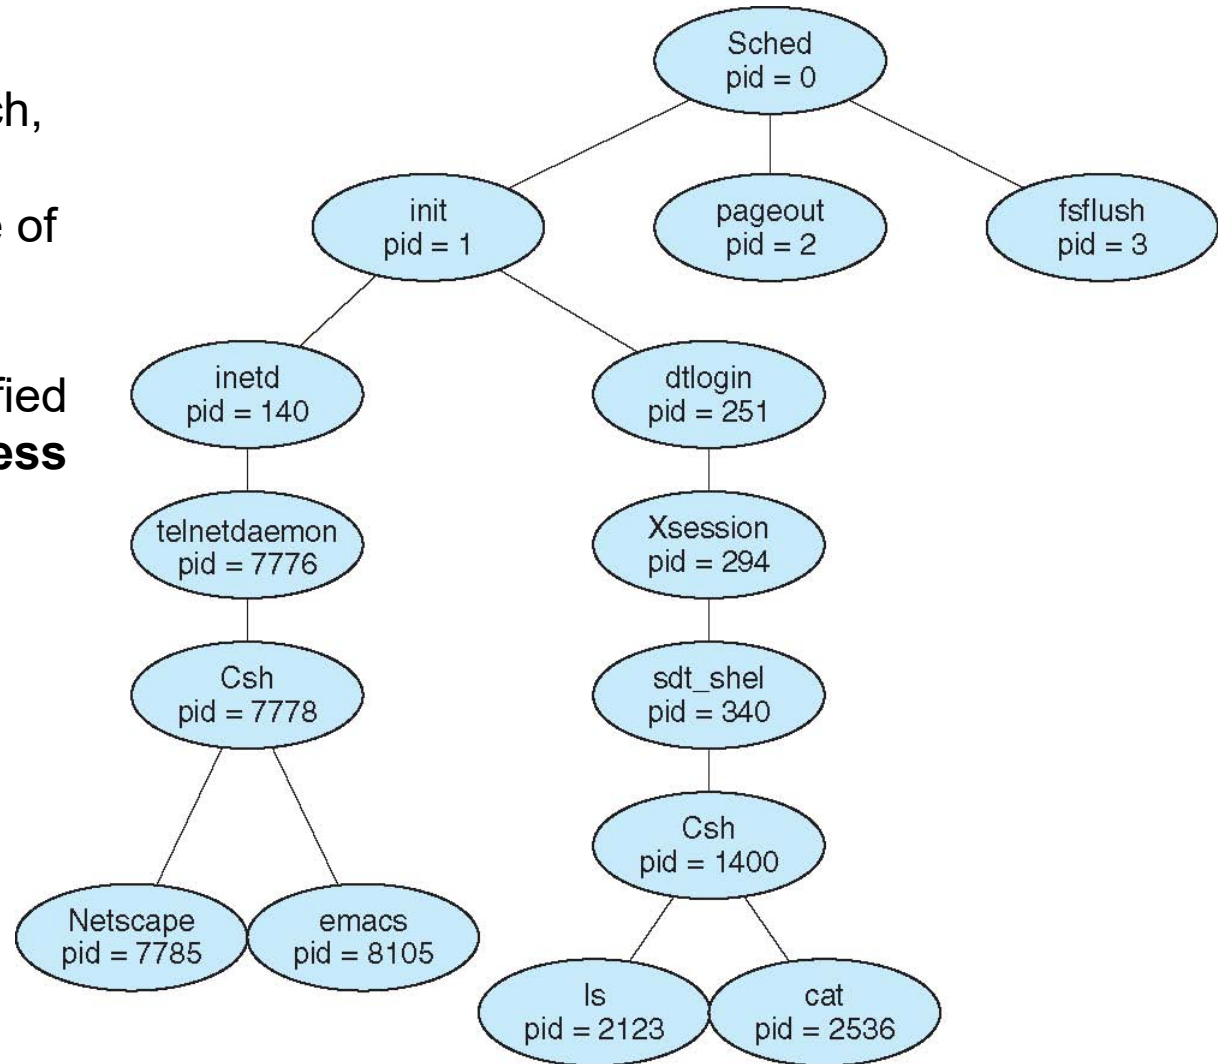 ch,
e of
fied
ess
Sched
pid = 0
init
pid = 1
pageout
pid = 2
fsflush
pid = 3
inetd
pid = 140
dtlogin
pid = 251
telnetdaemon
pid = 7776
Xsession
pid = 294
Csh
pid = 7778
sdt_shel
pid = 340
Csh
pid = 1400
Netscape
pid = 7785
emacs
pid = 8105
ls
pid = 2123
cat
pid = 2536